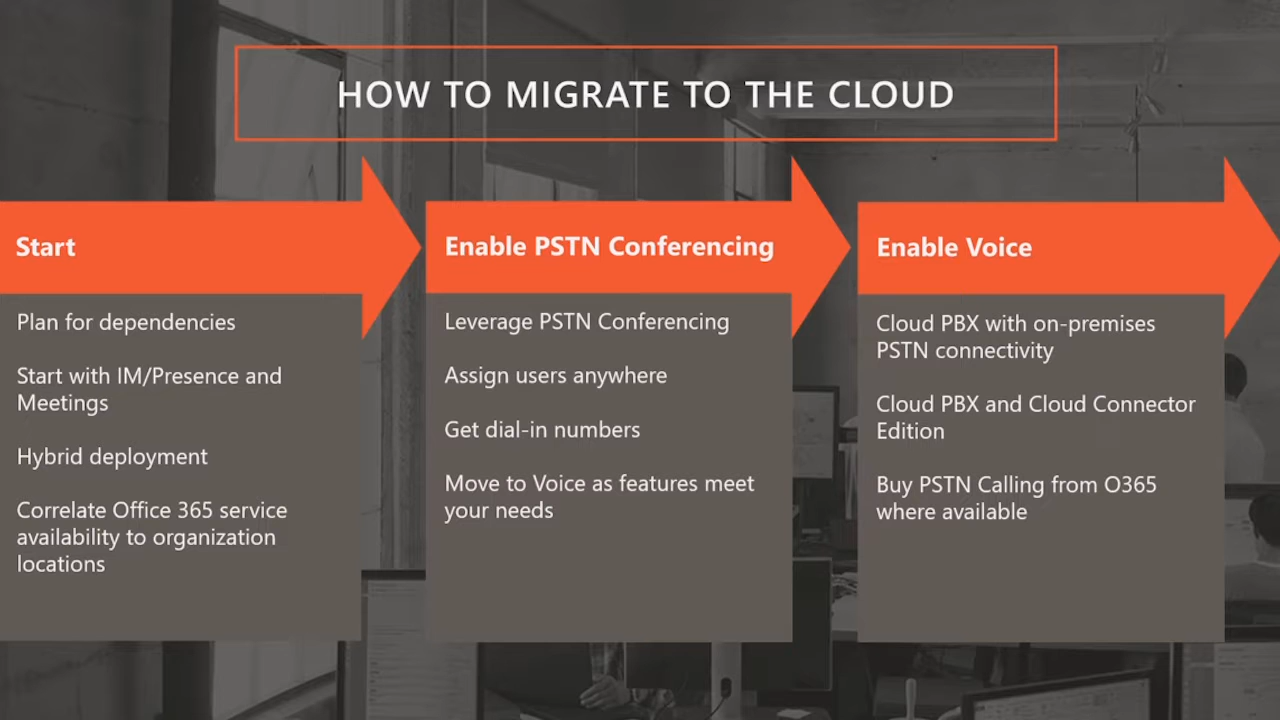 HOW TO MIGRATE TO THE CLOUD
Start
Plan for dependencies
Start with IM/Presence and
Meetings
Hybrid deployment
Correlate Office 365 service
availability to organization
locations
Enable PSTN Conferencing
Leverage PSTN Conferencing
Assign users anywhere
Get dial-in numbers
Move to Voice as features meet
your needs
Enable Voice
Cloud PBX with on-premises
PSTN connectivity
Cloud PBX and Cloud Connector
Edition
Buy PSTN Calling from O365
where available